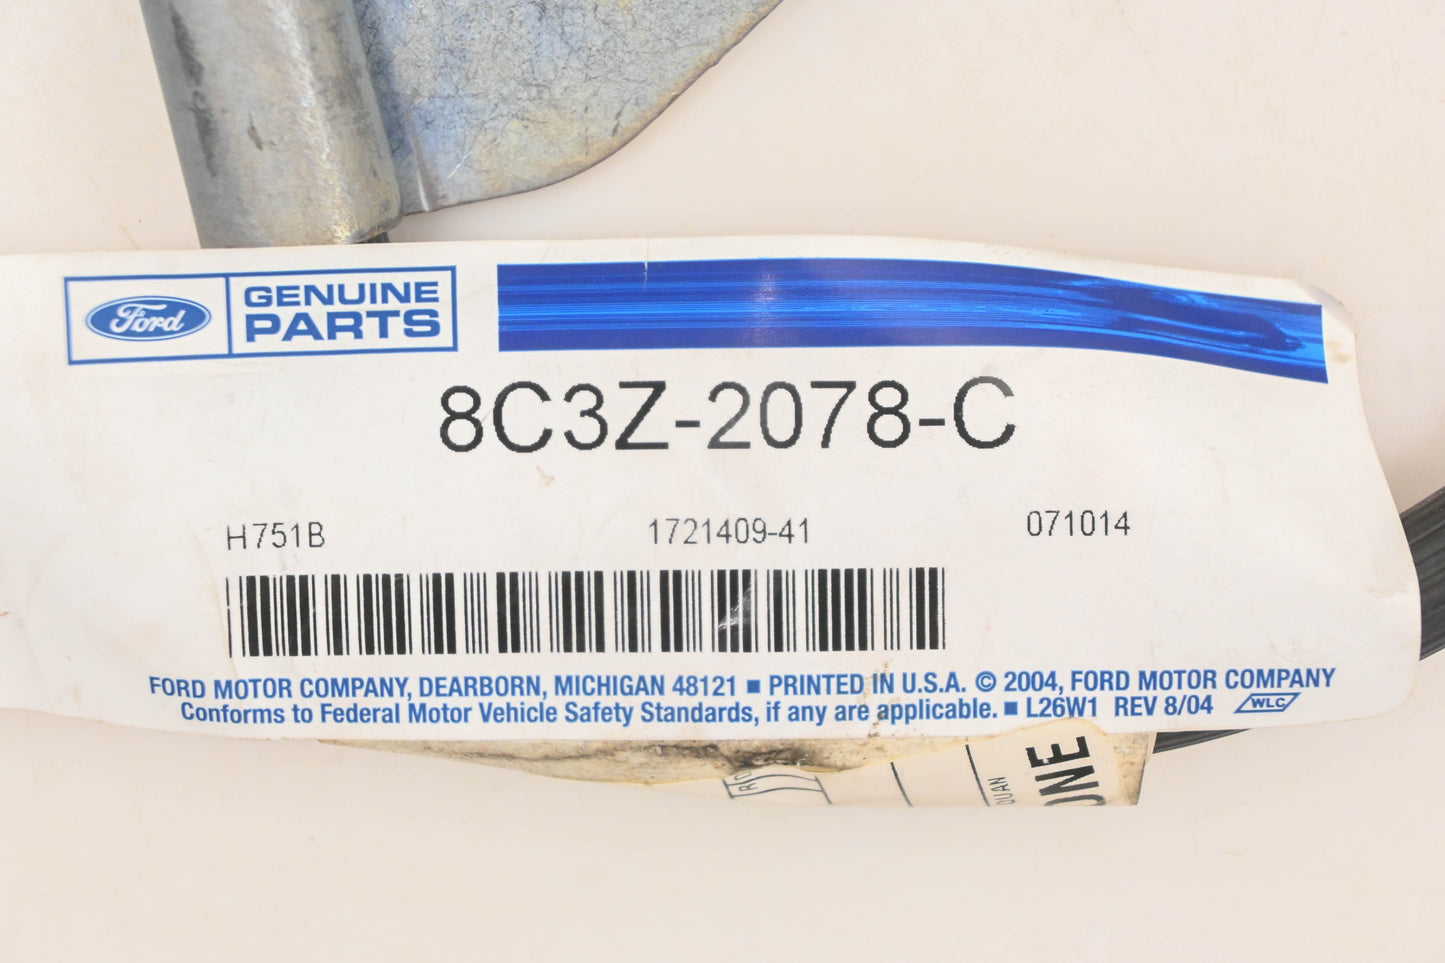 Ford
GENUINE
PARTS
8C3Z-2078-C
H751B 1721409-41 071014
FORD MOTOR COMPANY, DEARBORN, MICHIGAN 48121 ■ PRINTED IN U.S.A. © 2004, FORD MOTOR COMPANY
Conforms to Federal Motor Vehicle Safety Standards, if any are applicable. ■ L26W1 REV 8/04 WLC